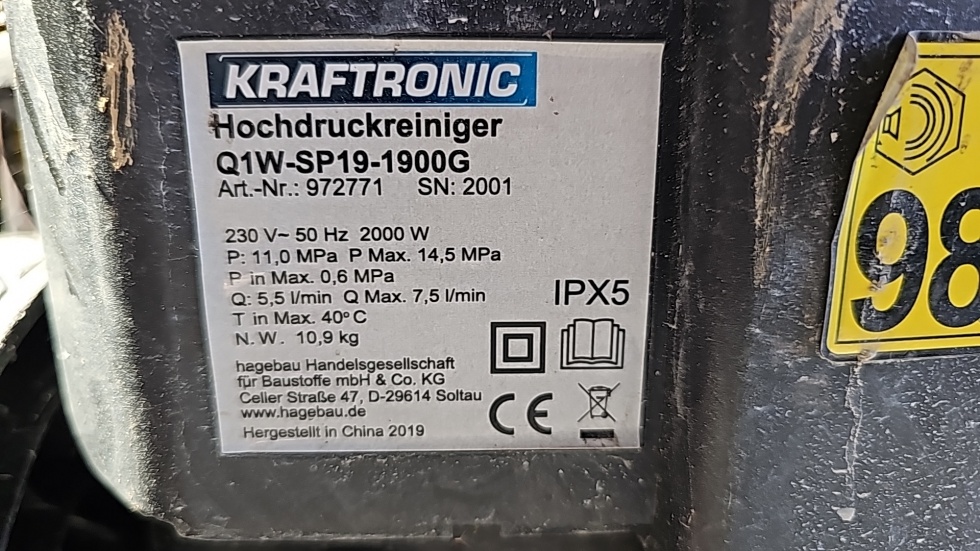 KRAFTRONIC
Hochdruckreiniger
Q1W-SP19-1900G
Art.-Nr.: 972771 SN: 2001
230 V~ 50 Hz 2000 W
P: 11,0 MPa P Max. 14,5 MPa
P in Max. 0,6 MPa
Q: 5,5 l/min Q Max. 7,5 l/min
T in Max. 40°C
N. W. 10,9 kg
IPX5
hagebau Handelsgesellschaft
für Baustoffe mbH & Co. KG
Celler Straße 47, D-29614 Soltau
www.hagebau.de
Hergestellt in China 2019
CE
98